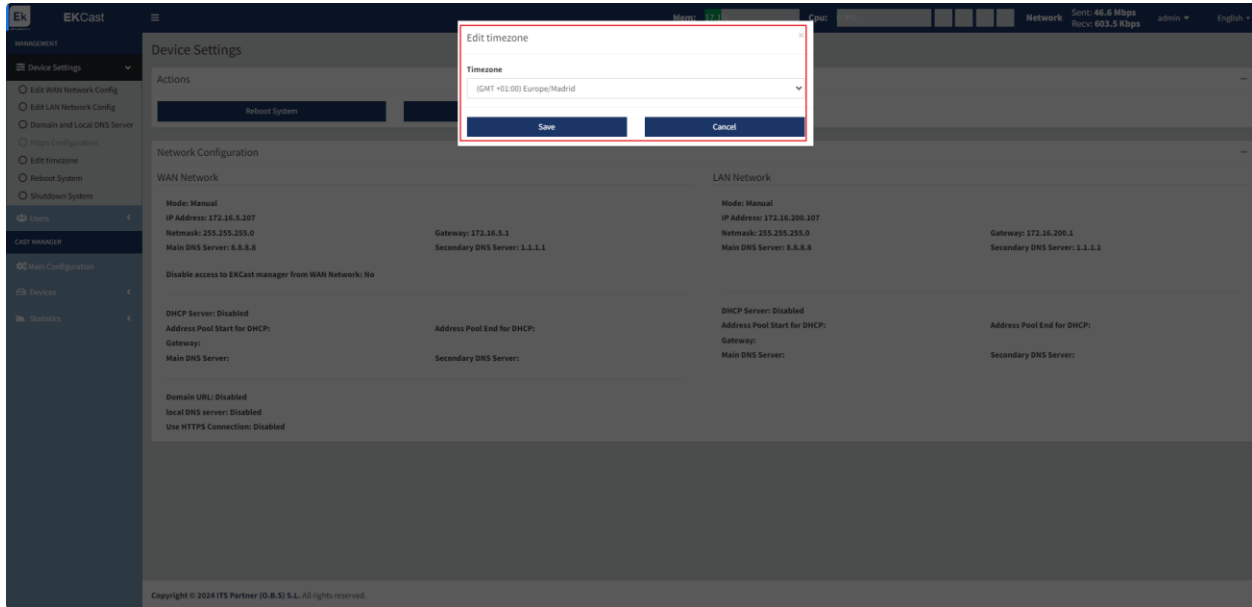 Ek EKCast
Mem: 17.1
Cpu:
Network
Sent: 46.6 Mbps
Recv: 603.5 Kbps
admin
English
MANAGEMENT
Device Settings
Edit WAN Network Config
Edit LAN Network Config
Domain and Local DNS Server
Https Configuration
Edit timezone
Reboot System
Shutdown System
Users
CAST MANAGER
Main Configuration
Devices
Statistics
Device Settings
Actions
Reboot System
Edit timezone
×
Timezone
(GMT +01:00) Europe/Madrid
Save
Cancel
Network Configuration
WAN Network
Mode: Manual
IP Address: 172.16.5.207
Netmask: 255.255.255.0
Gateway: 172.16.5.1
Main DNS Server: 8.8.8.8
Secondary DNS Server: 1.1.1.1
Disable access to EKCast manager from WAN Network: No
DHCP Server: Disabled
Address Pool Start for DHCP:
Address Pool End for DHCP:
Gateway:
Main DNS Server:
Secondary DNS Server:
Domain URL: Disabled
local DNS server: Disabled
Use HTTPS Connection: Disabled
LAN Network
Mode: Manual
IP Address: 172.16.200.107
Netmask: 255.255.255.0
Gateway: 172.16.200.1
Main DNS Server: 8.8.8.8
Secondary DNS Server: 1.1.1.1
DHCP Server: Disabled
Address Pool Start for DHCP:
Address Pool End for DHCP:
Gateway:
Main DNS Server:
Secondary DNS Server:
Copyright © 2024 ITS Partner (O.B.S) S.L. All rights reserved.